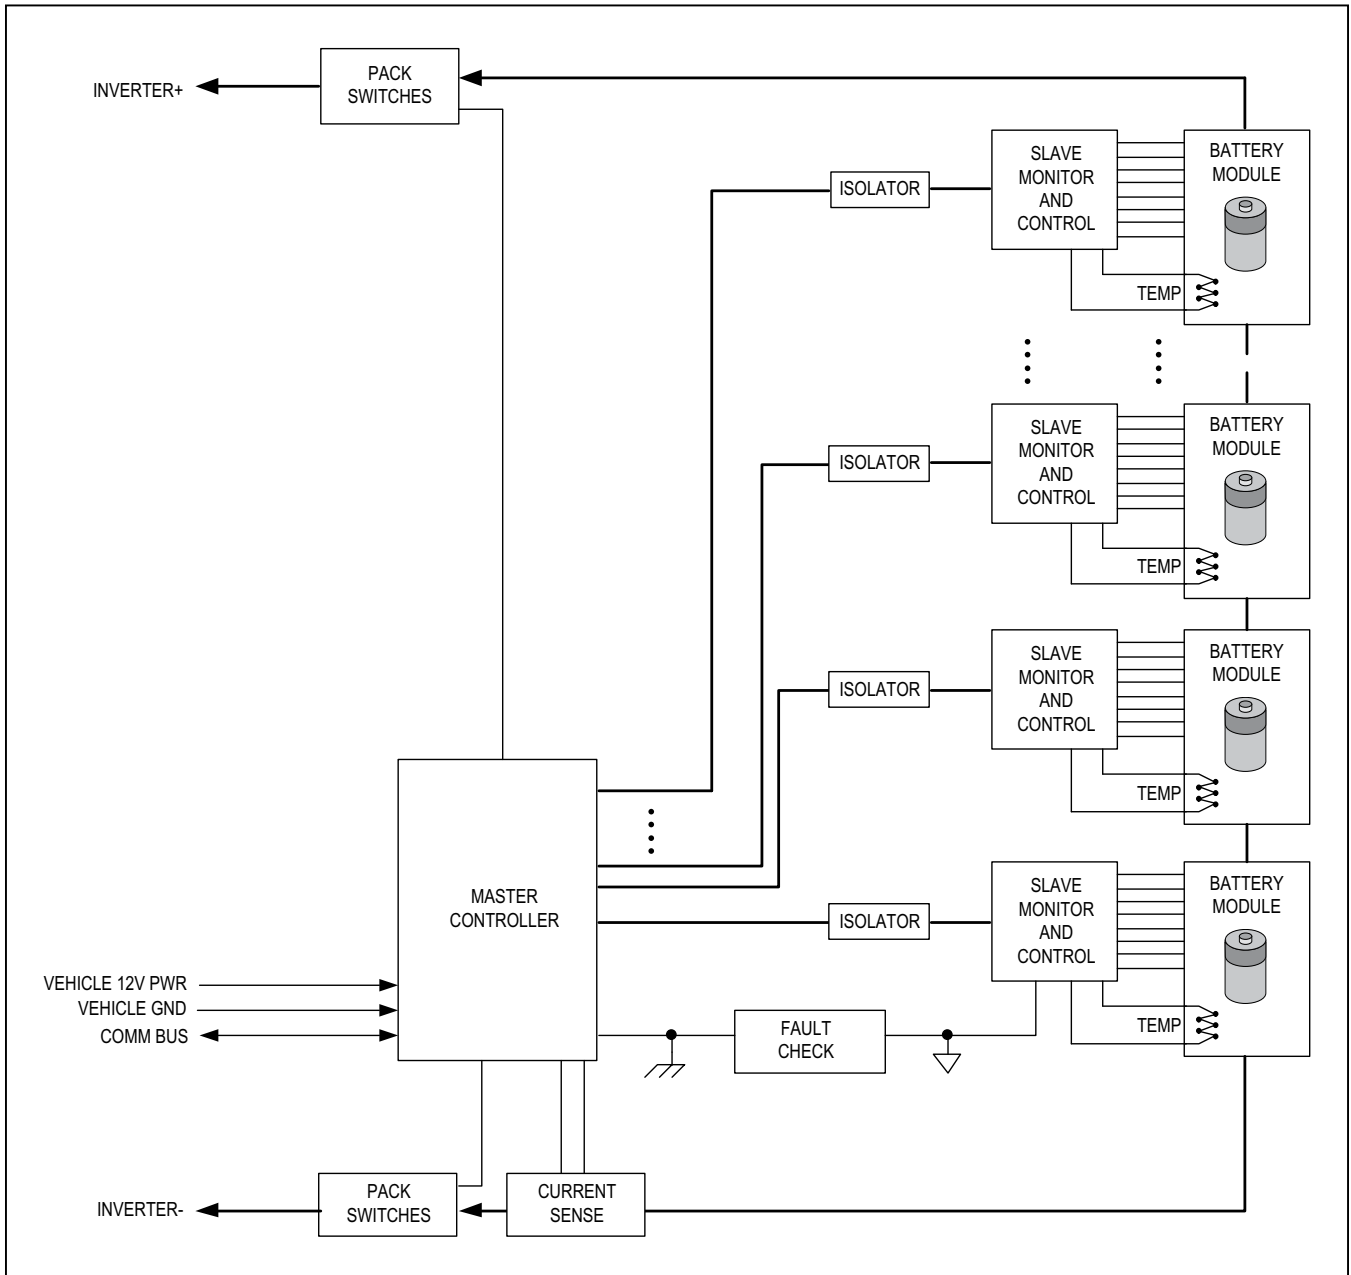 PACK
SWITCHES
INVERTER+
SLAVE
MONITOR
AND
CONTROL
BATTERY
MODULE
ISOLATOR
TEMP
SLAVE
MONITOR
AND
CONTROL
BATTERY
MODULE
ISOLATOR
TEMP
SLAVE
MONITOR
AND
CONTROL
BATTERY
MODULE
ISOLATOR
TEMP
SLAVE
MONITOR
AND
CONTROL
BATTERY
MODULE
ISOLATOR
TEMP
MASTER
CONTROLLER
VEHICLE 12V PWR
VEHICLE GND
COMM BUS
FAULT
CHECK
PACK
SWITCHES
CURRENT
SENSE
INVERTER-